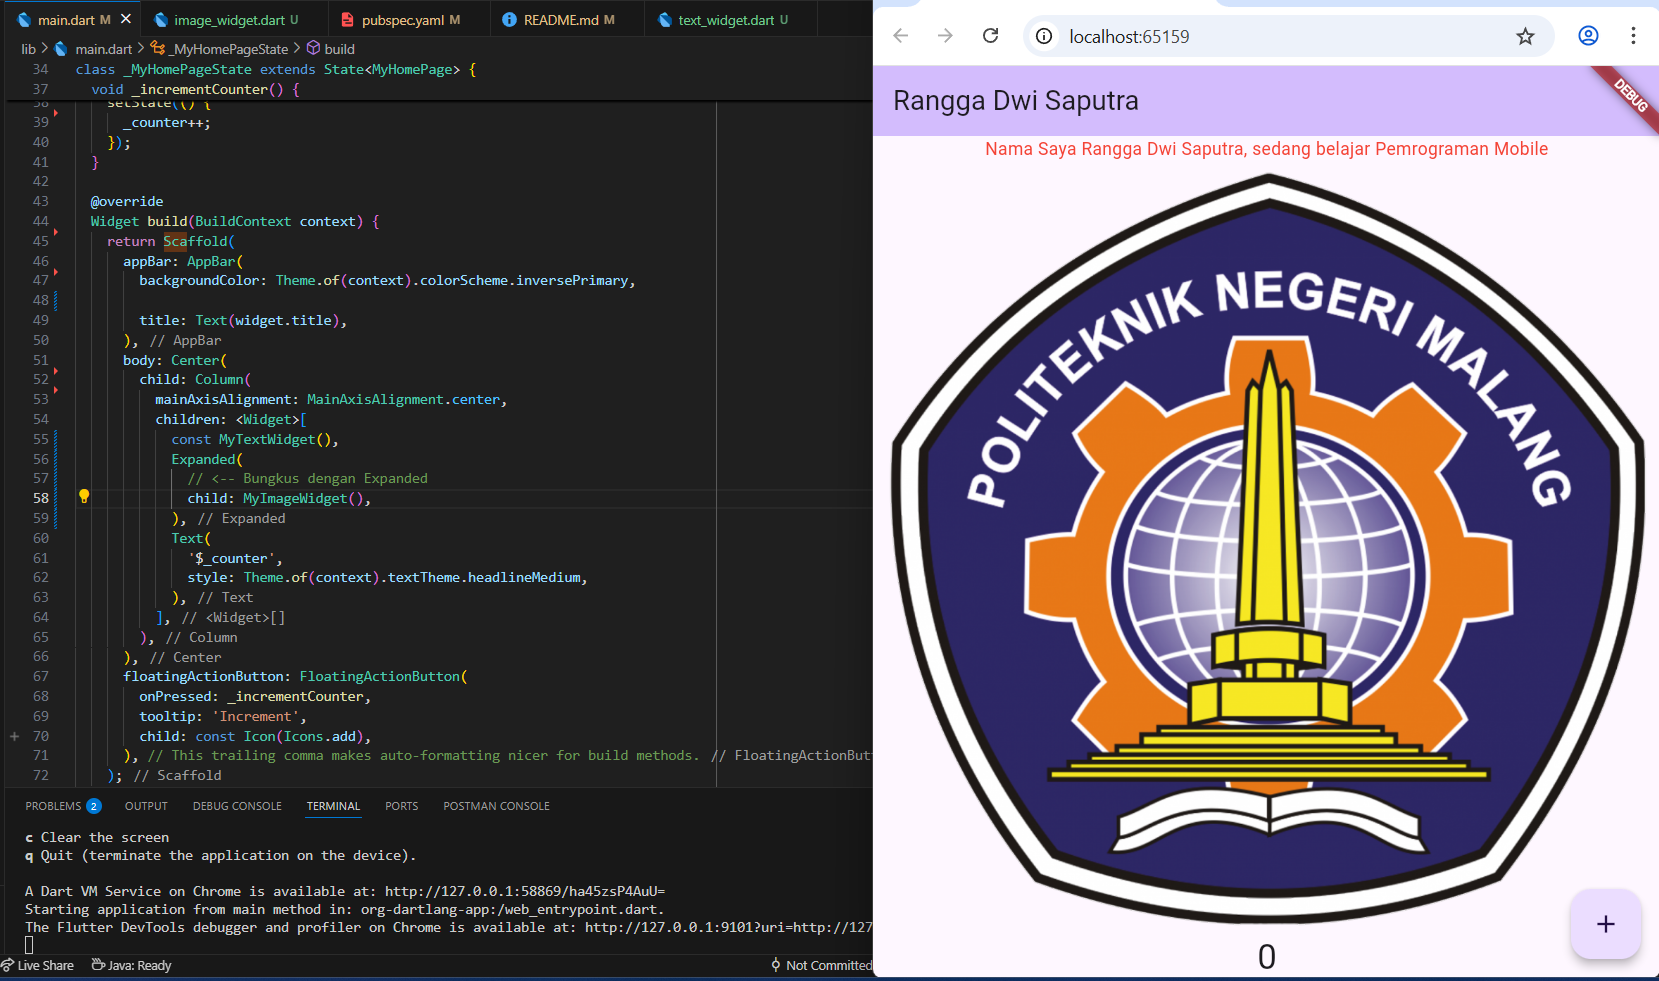 main.dart M
image_widget.dart U
pubspec.yaml M
README.md M
text_widget.dart U
lib > main.dart > _MyHomePageState > build
34 class _MyHomePageState extends State<MyHomePage> {
37 void _incrementCounter() {
38 setState(() {
39 _counter++;
40 });
41 }
42
43 @override
44 Widget build(BuildContext context) {
45 return Scaffold(
46 appBar: AppBar(
47 backgroundColor: Theme.of(context).colorScheme.inversePrimary,
48
49 title: Text(widget.title),
50 ), // AppBar
51 body: Center(
52 child: Column(
53 mainAxisAlignment: MainAxisAlignment.center,
54 children: <Widget>[
55 const MyTextWidget(),
56 Expanded(
57 // <-- Bungkus dengan Expanded
58 child: MyImageWidget(),
59 ), // Expanded
60 Text(
61 '$_counter',
62 style: Theme.of(context).textTheme.headlineMedium,
63 ), // Text
64 ], // <Widget>[]
65 ), // Column
66 ), // Center
67 floatingActionButton: FloatingActionButton(
68 onPressed: _incrementCounter,
69 tooltip: 'Increment',
70 child: const Icon(Icons.add),
71 ), // This trailing comma makes auto-formatting nicer for build methods. // FloatingActionBut
72 ); // Scaffold
PROBLEMS 2 OUTPUT DEBUG CONSOLE TERMINAL PORTS POSTMAN CONSOLE
c Clear the screen
q Quit (terminate the application on the device).
A Dart VM Service on Chrome is available at: http://127.0.0.1:58869/ha45zsP4AuU=
Starting application from main method in: org-dartlang-app:/web_entrypoint.dart.
The Flutter DevTools debugger and profiler on Chrome is available at: http://127.0.0.1:9101?uri=http://127
Live Share Java: Ready Not Committed
localhost:65159
Rangga Dwi Saputra
DEBUG
Nama Saya Rangga Dwi Saputra, sedang belajar Pemrograman Mobile
POLITEKNIK NEGERI MALANG
0